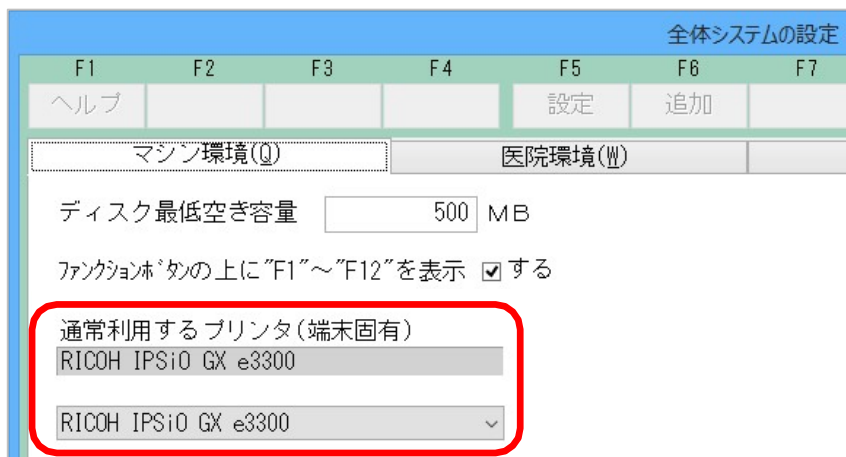 全体システムの設定
F1 F2 F3 F4 F5 F6 F7
ヘルプ 設定 追加
マシン環境(Q) 医院環境(W)
ディスク最低空き容量 500 MB
ﾌｧﾝｸｼｮﾝﾎﾞﾀﾝの上に"F1"～"F12"を表示 する
通常利用するプリンタ(端末固有)
RICOH IPSiO GX e3300
RICOH IPSiO GX e3300